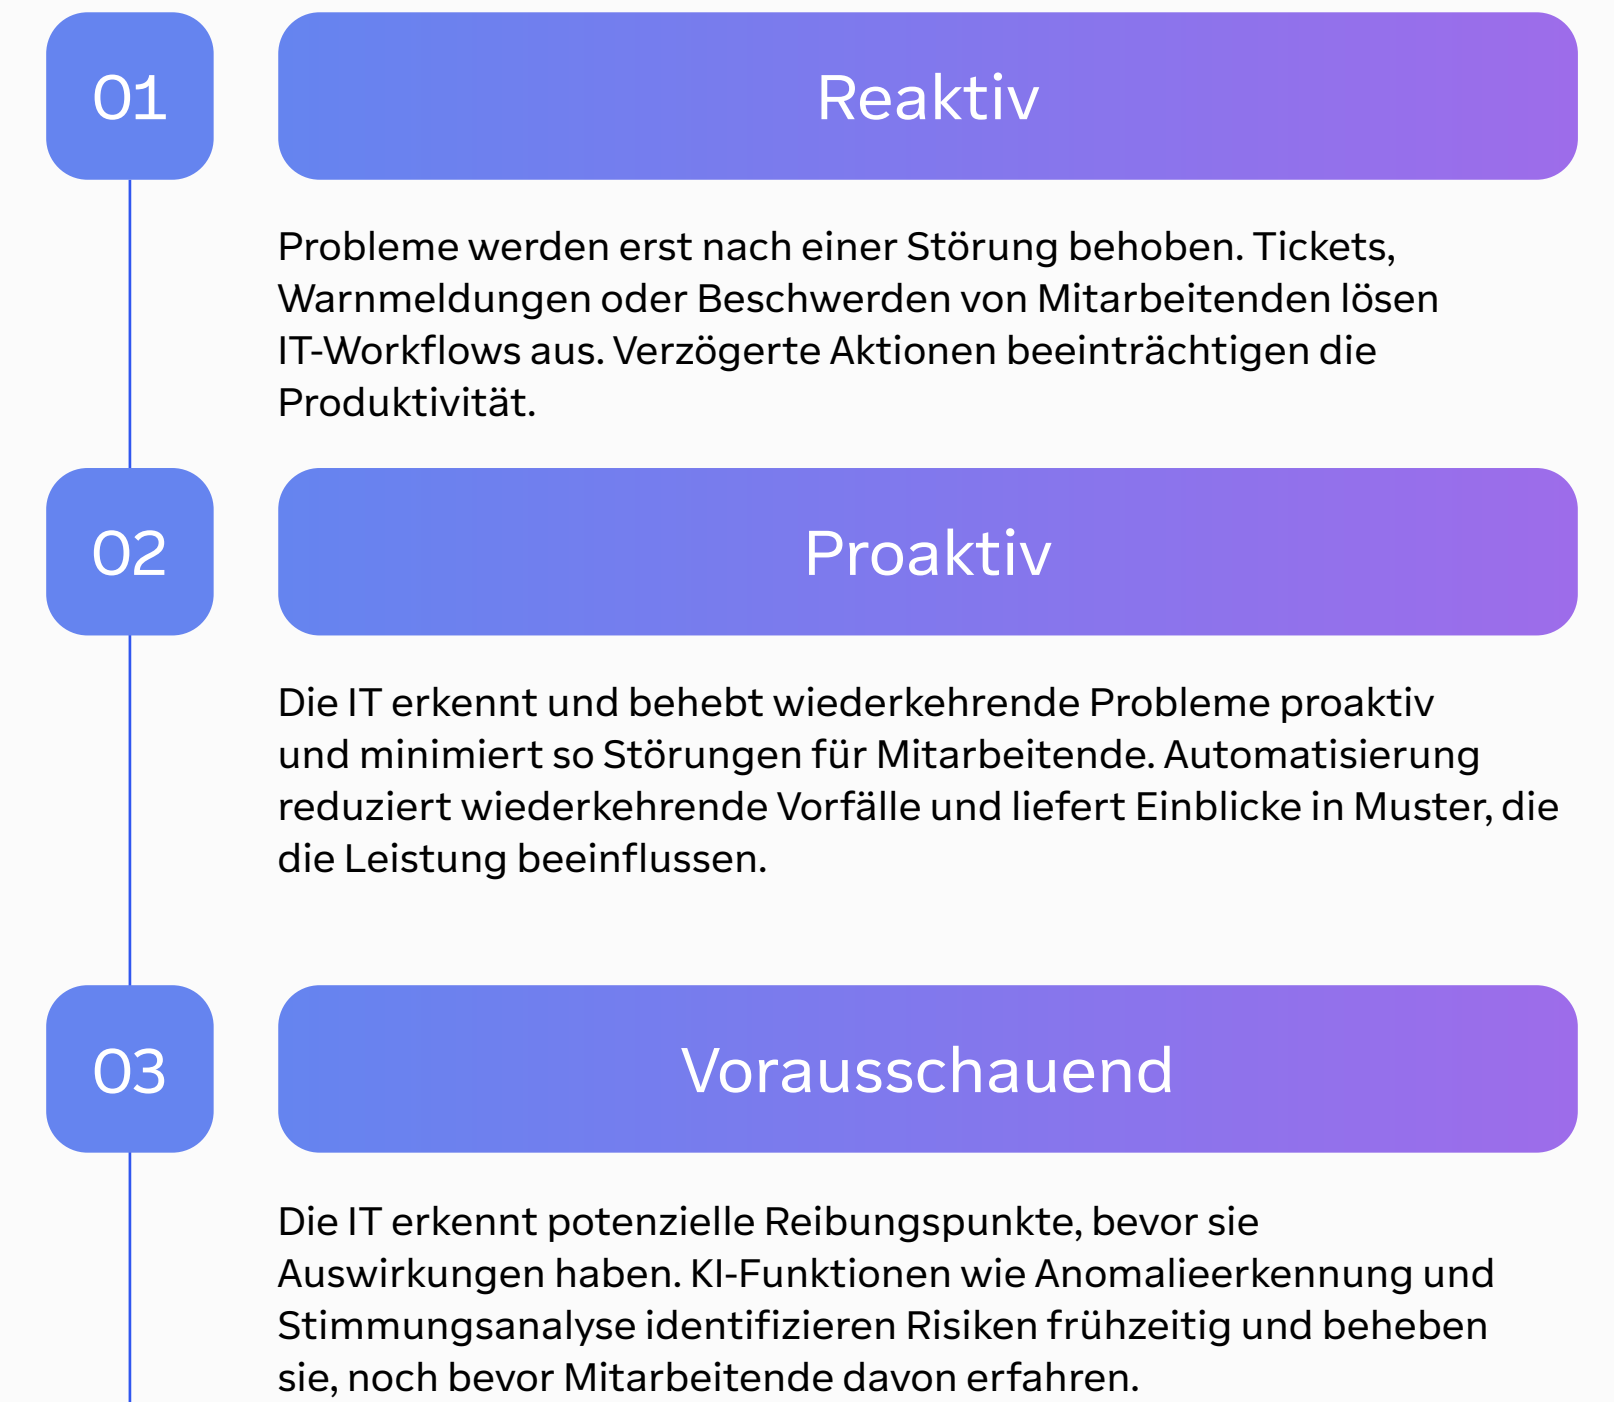 01
Reaktiv
Probleme werden erst nach einer Störung behoben. Tickets,
Warnmeldungen oder Beschwerden von Mitarbeitenden lösen
IT-Workflows aus. Verzögerte Aktionen beeinträchtigen die
Produktivität.
02
Proaktiv
Die IT erkennt und behebt wiederkehrende Probleme proaktiv
und minimiert so Störungen für Mitarbeitende. Automatisierung
reduziert wiederkehrende Vorfälle und liefert Einblicke in Muster, die
die Leistung beeinflussen.
03
Vorausschauend
Die IT erkennt potenzielle Reibungspunkte, bevor sie
Auswirkungen haben. KI-Funktionen wie Anomalieerkennung und
Stimmungsanalyse identifizieren Risiken frühzeitig und beheben
sie, noch bevor Mitarbeitende davon erfahren.